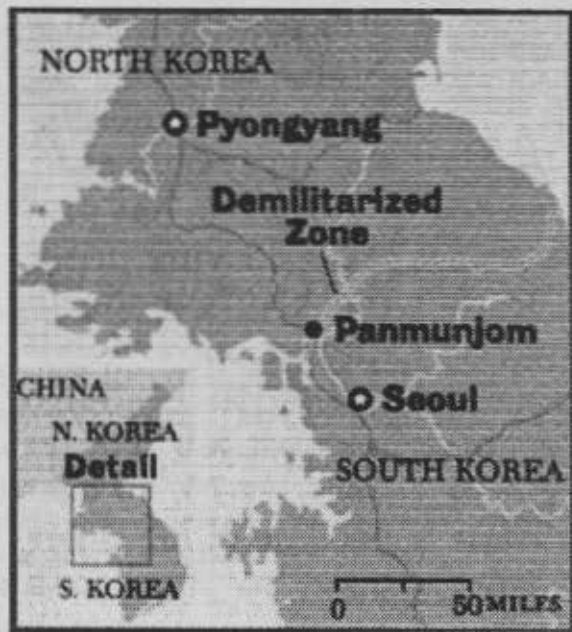 NORTH KOREA
Pyongyang
Demilitarized
Zone
Panmunjom
CHINA
Seoul
N. KOREA
Detail
SOUTH KOREA
S. KOREA
0 50 MILES